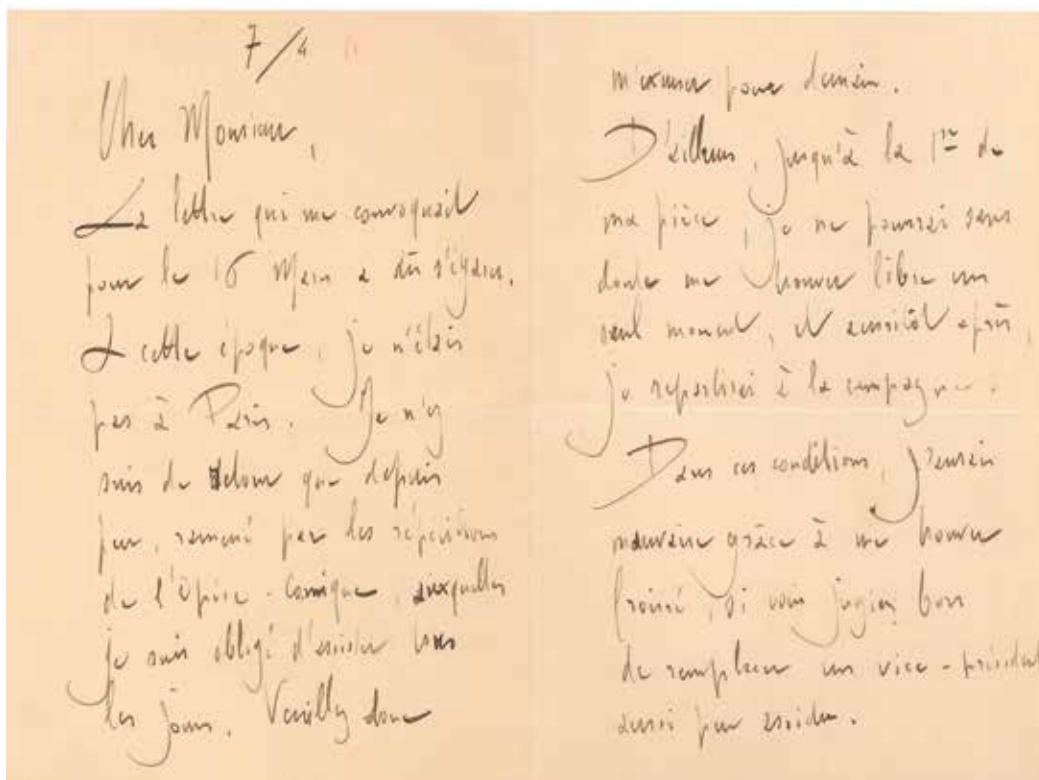 7/4
Cher Monsieur,
La lettre qui me convoquait
pour le 16 Mars a dû s'égarer.
A cette époque, je n'étais
pas à Paris. Je n'y
suis de retour que depuis
peu, ramené par les répétitions
de l'Opéra-Comique, auxquelles
je suis obligé d'assister tous
les jours. Veuillez donc
m'excuser pour demain.
D'ailleurs, jusqu'à la 1re de
ma pièce, je ne pourrai sans
doute me trouver libre un
seul moment, et aussitôt après,
je repartirai à la campagne.
Dans ces conditions, j'aurais
mauvaise grâce à me trouver
froissé, si vous jugiez bon
de remplacer un vice-président
aussi peu assidu.